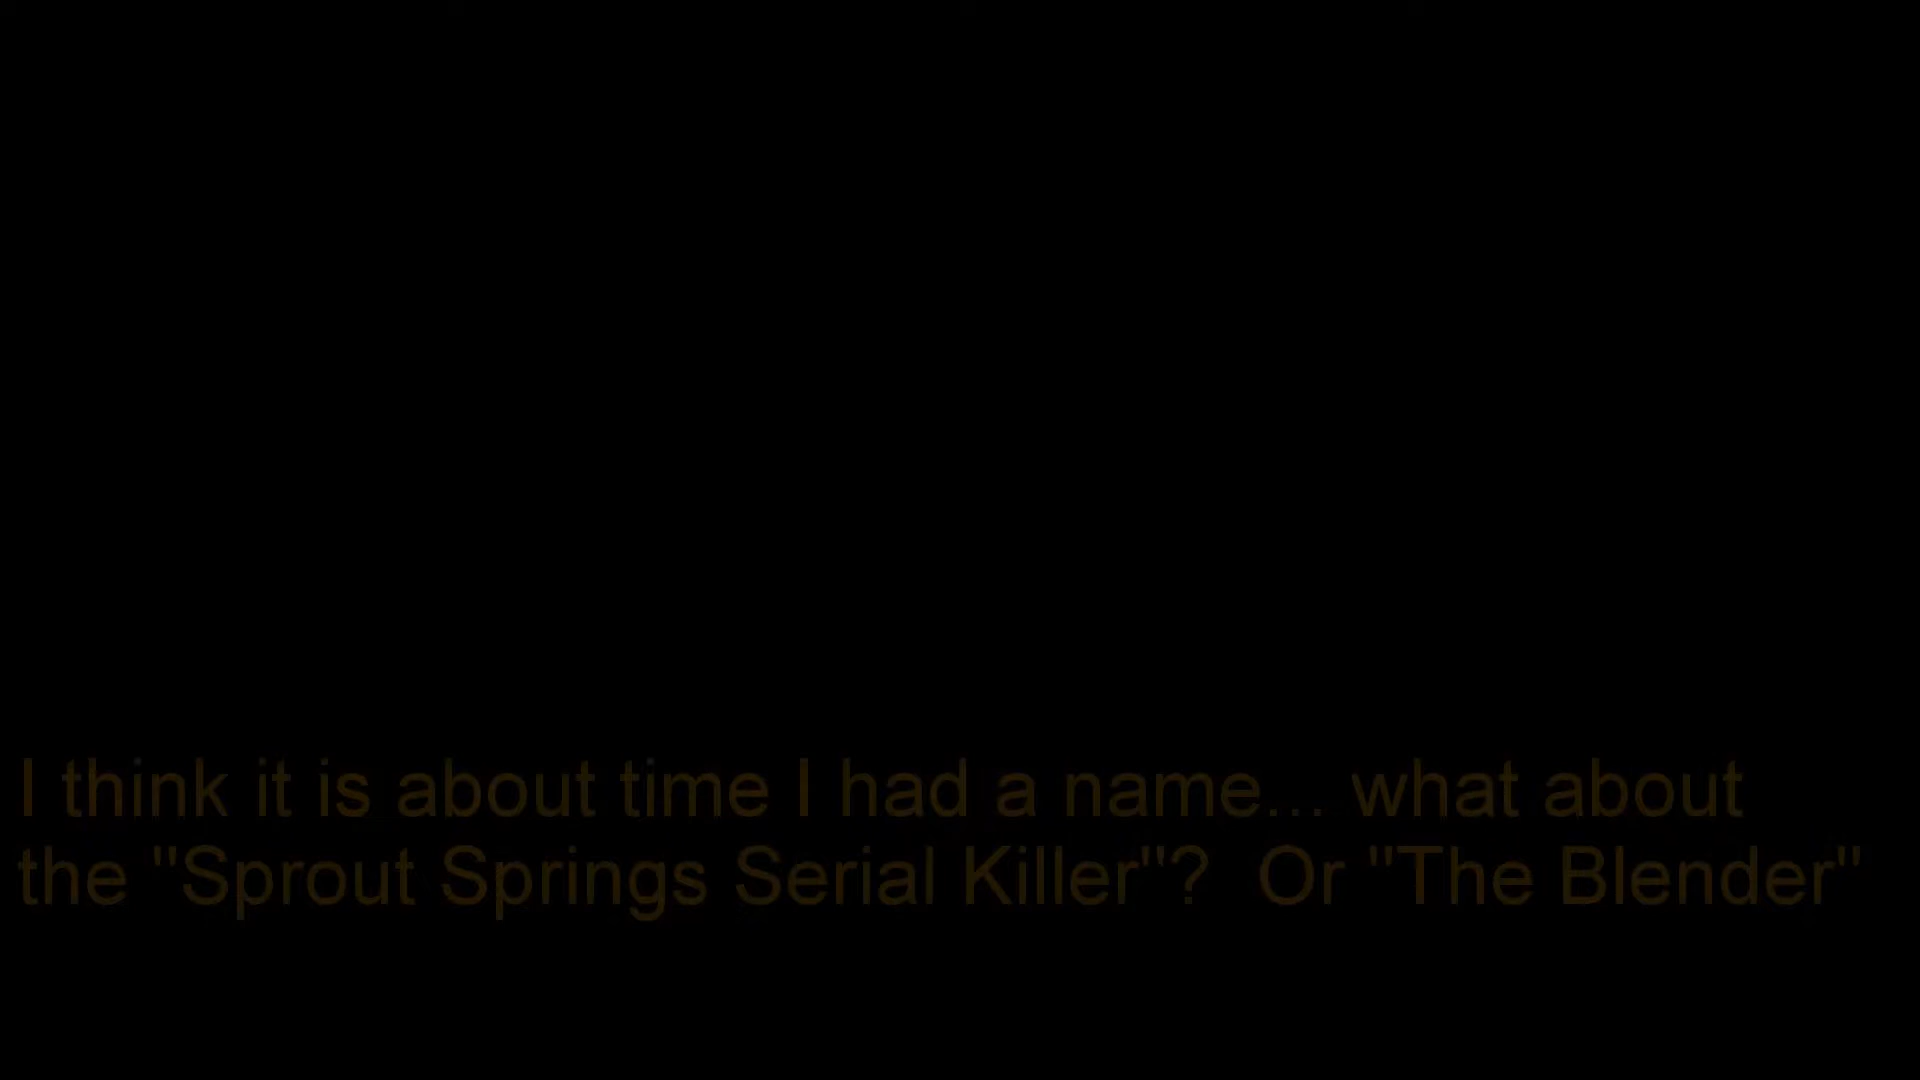 I think it is about time I had a name... what about
the "Sprout Springs Serial Killer"?  Or "The Blender"